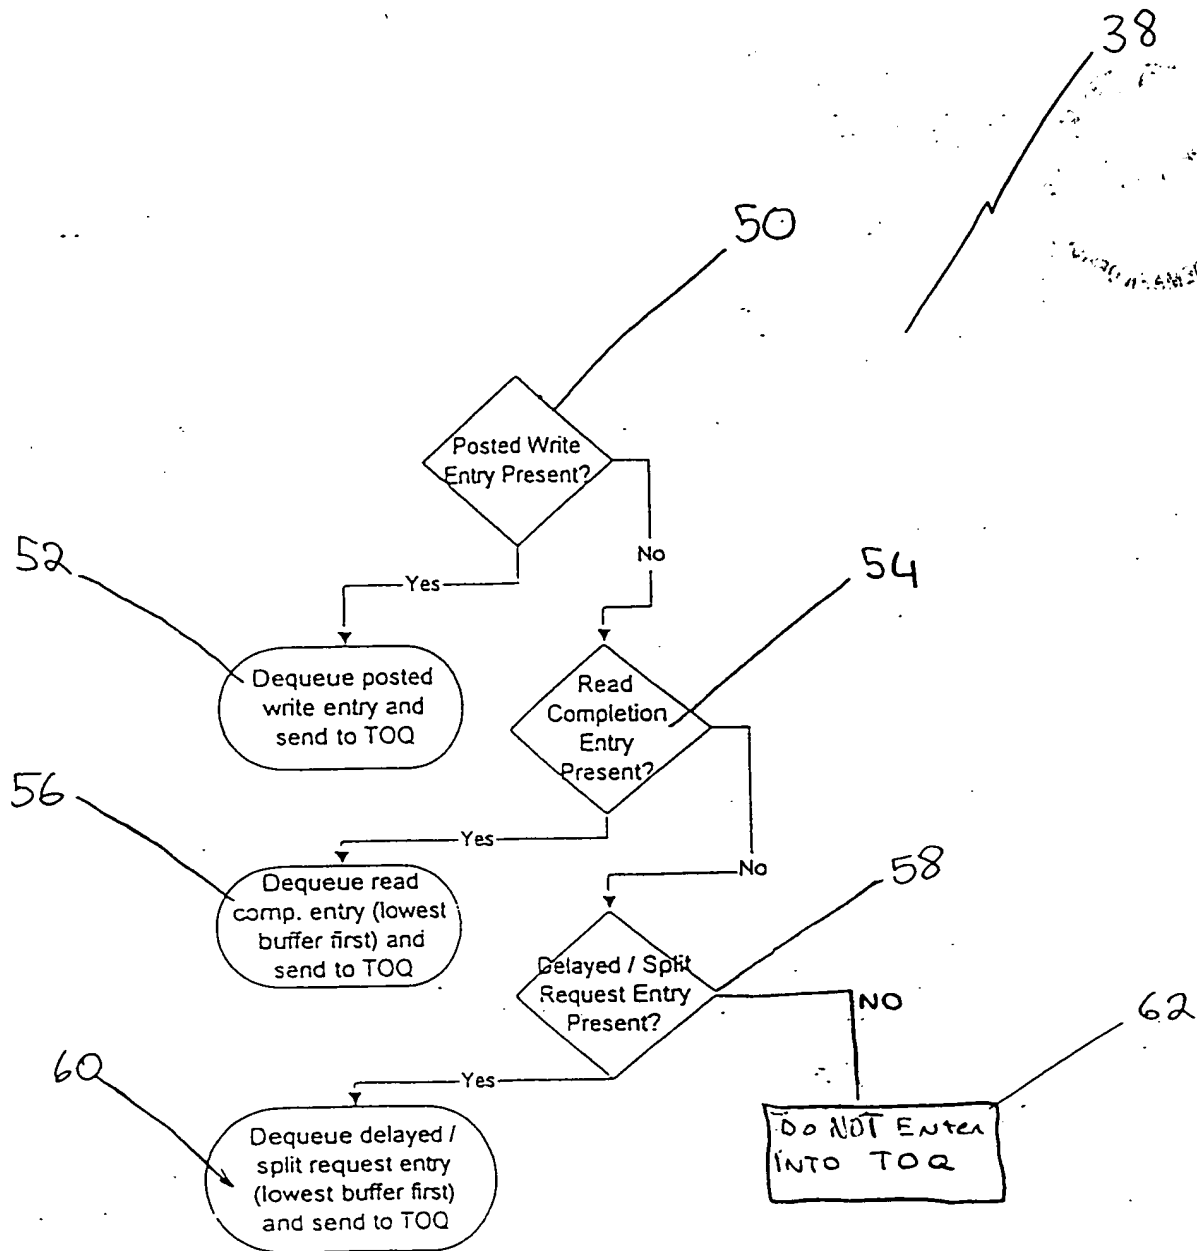 38
50
Posted Write
Entry Present?
52
No
54
Yes
Dequeue posted
write entry and
send to TOQ
Read
Completion
Entry
Present?
56
Yes
No
58
Dequeue read
comp. entry (lowest
buffer first) and
send to TOQ
Delayed / Split
Request Entry
Present?
NO
62
60
Yes
Do NOT Enter
INTO TOQ
Dequeue delayed /
split request entry
(lowest buffer first)
and send to TOQ